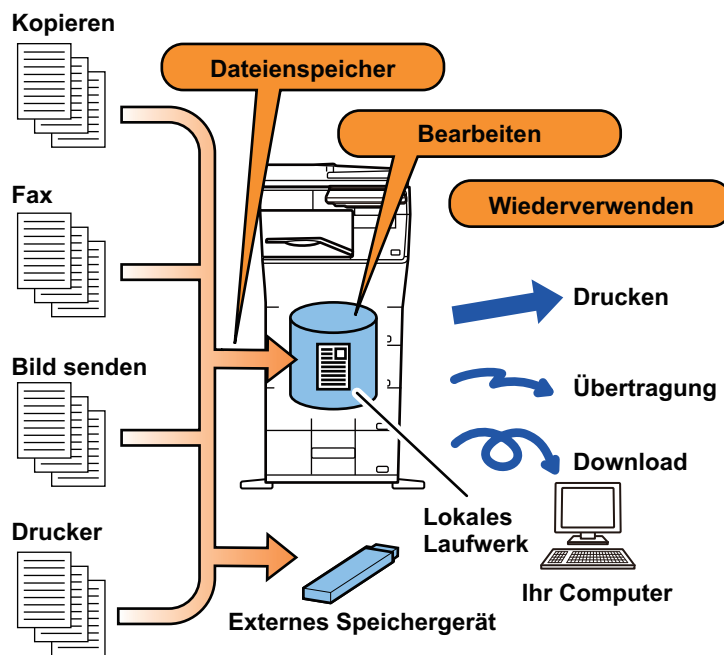 Kopieren
Dateienspeicher
Bearbeiten
Fax
Wiederverwenden
Drucken
Bild senden
Übertragung
Download
Drucker
Lokales
Laufwerk
Ihr Computer
Externes Speichergerät